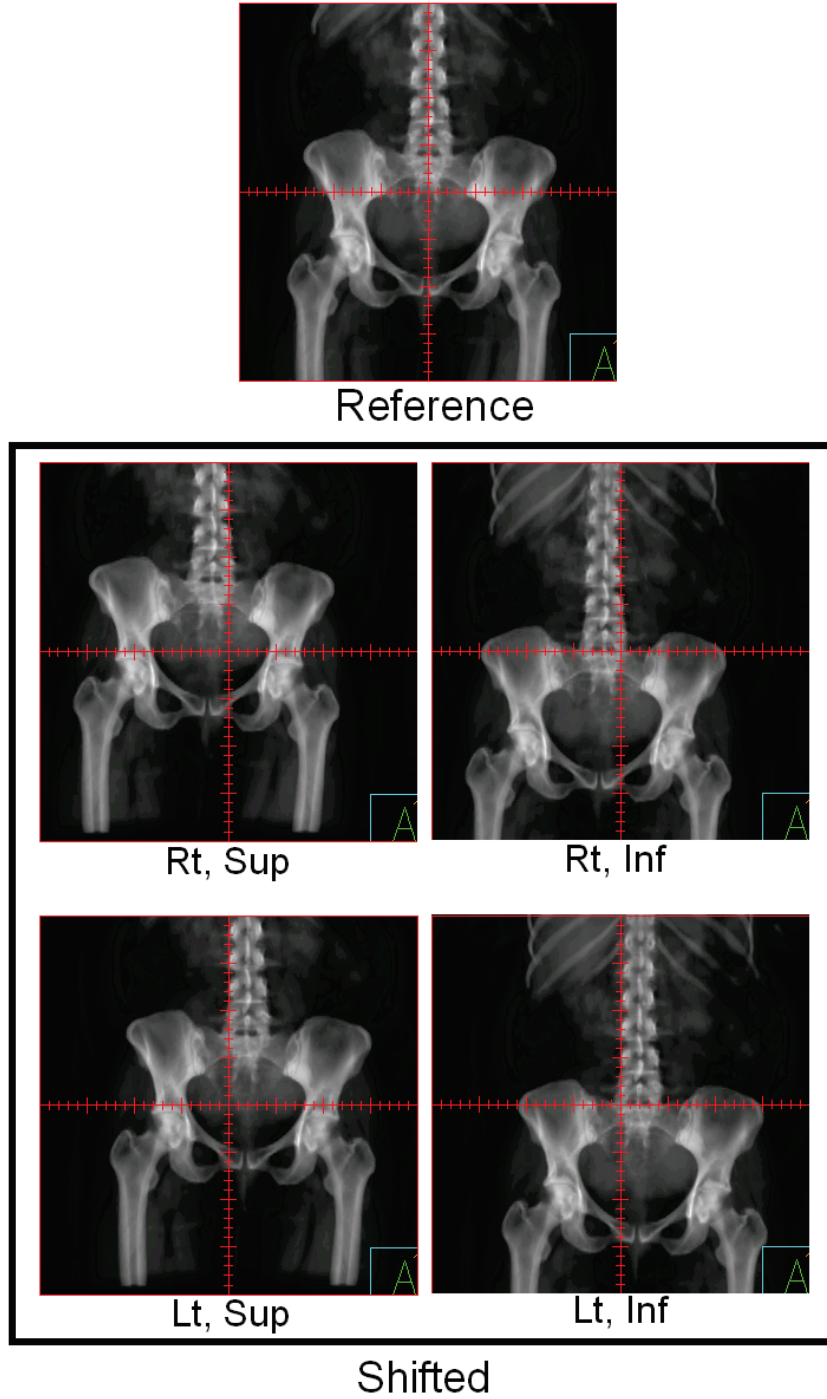 A
Reference
A
A
Rt, Sup
Rt, Inf
A
A
Lt, Sup
Lt, Inf
Shifted